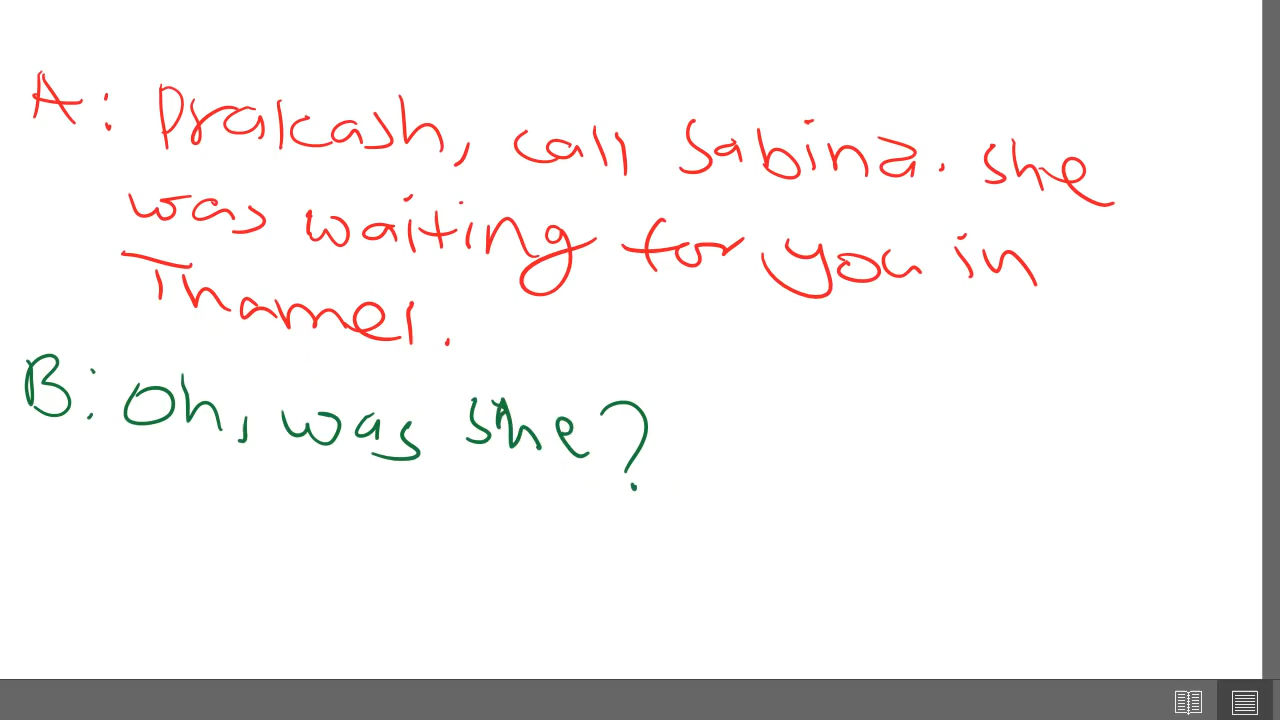 A: Prakash, call Sabina. she
was waiting for you in
Thamel.
B: Oh, was she?